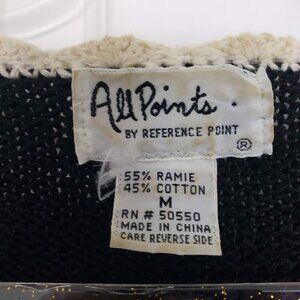 All Points.
BY REFERENCE POINT
®
55% RAMIE
45% COTTON
M
RN # 50550
MADE IN CHINA
CARE REVERSE SIDE